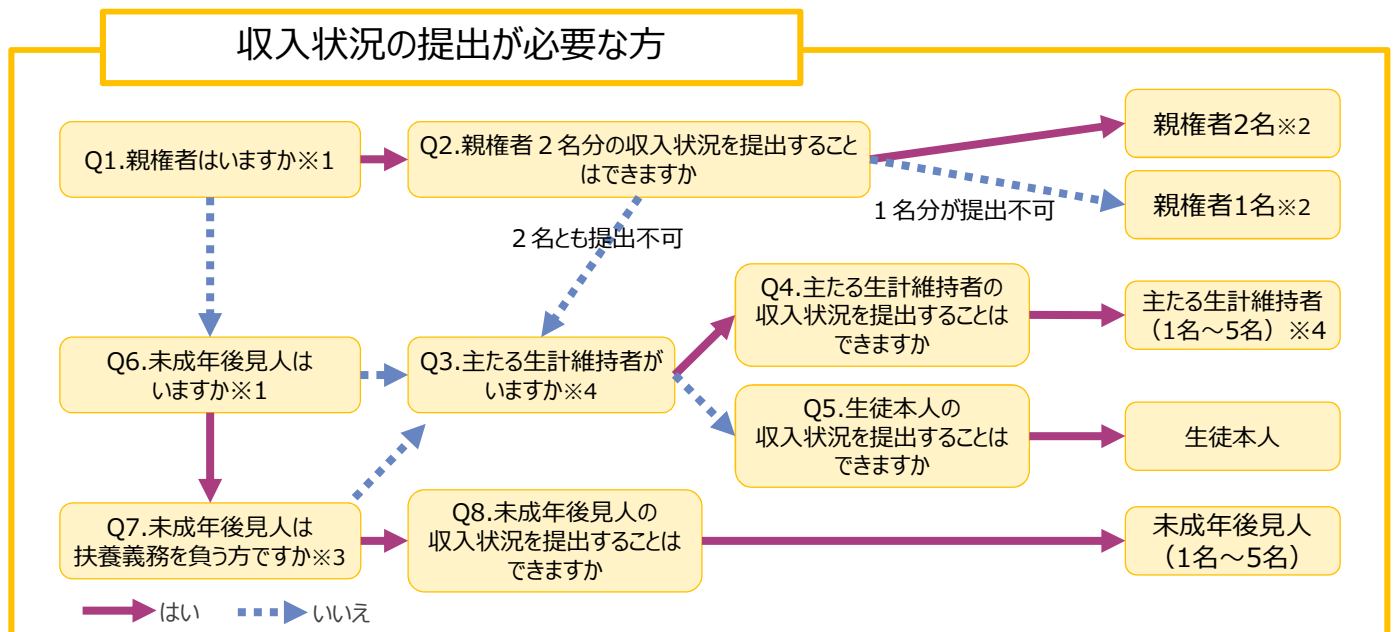 収入状況の提出が必要な方
Q1.親権者はいますか※1
Q2.親権者２名分の収入状況を提出すること
はできますか
親権者2名※2
親権者1名※2
１名分が提出不可
２名とも提出不可
Q6.未成年後見人は
いますか※1
Q3.主たる生計維持者が
いますか※4
Q4.主たる生計維持者の
収入状況を提出することは
できますか
主たる生計維持者
（1名～5名）※4
Q5.生徒本人の
収入状況を提出することは
できますか
生徒本人
Q7.未成年後見人は
扶養義務を負う方ですか※3
Q8.未成年後見人の
収入状況を提出することは
できますか
未成年後見人
（1名～5名）
はい
いいえ